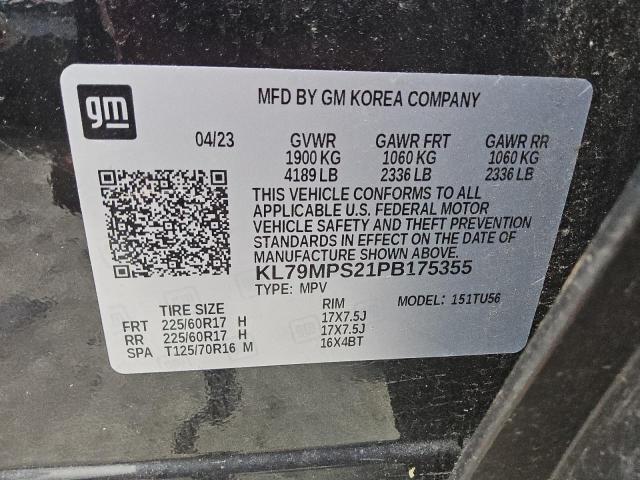 gm
MFD BY GM KOREA COMPANY
04/23 GVWR GAWR FRT GAWR RR
1900 KG 1060 KG 1060 KG
4189 LB 2336 LB 2336 LB
THIS VEHICLE CONFORMS TO ALL
APPLICABLE U.S. FEDERAL MOTOR
VEHICLE SAFETY AND THEFT PREVENTION
STANDARDS IN EFFECT ON THE DATE OF
MANUFACTURE SHOWN ABOVE.
KL79MPS21PB175355
TYPE: MPV MODEL: 151TU56
TIRE SIZE RIM
FRT 225/60R17 H 17X7.5J
RR 225/60R17 H 17X7.5J
SPA T125/70R16 M 16X4BT